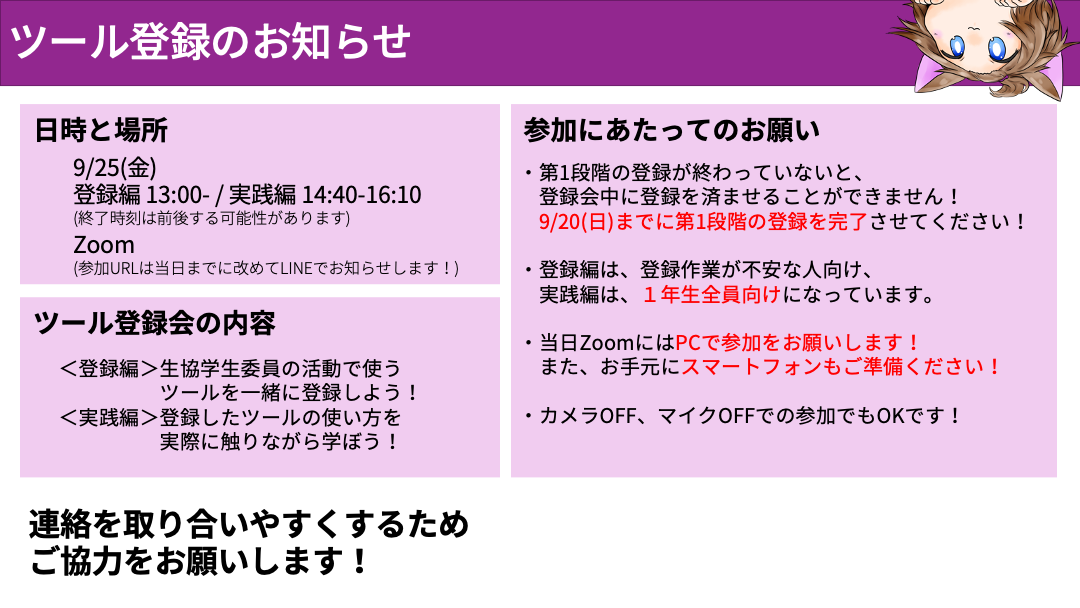 ツール登録のお知らせ
日時と場所
9/25(金)
登録編 13:00- / 実践編 14:40-16:10
(終了時刻は前後する可能性があります)
Zoom
(参加URLは当日までに改めてLINEでお知らせします！)
ツール登録会の内容
＜登録編＞生協学生委員の活動で使う
ツールを一緒に登録しよう！
＜実践編＞登録したツールの使い方を
実際に触りながら学ぼう！
参加にあたってのお願い
・第1段階の登録が終わっていないと、
登録会中に登録を済ませることができません！
9/20(日)までに第1段階の登録を完了させてください！
・登録編は、登録作業が不安な人向け、
実践編は、１年生全員向けになっています。
・当日ZoomにはPCで参加をお願いします！
また、お手元にスマートフォンもご準備ください！
・カメラOFF、マイクOFFでの参加でもOKです！
連絡を取り合いやすくするため
ご協力をお願いします！